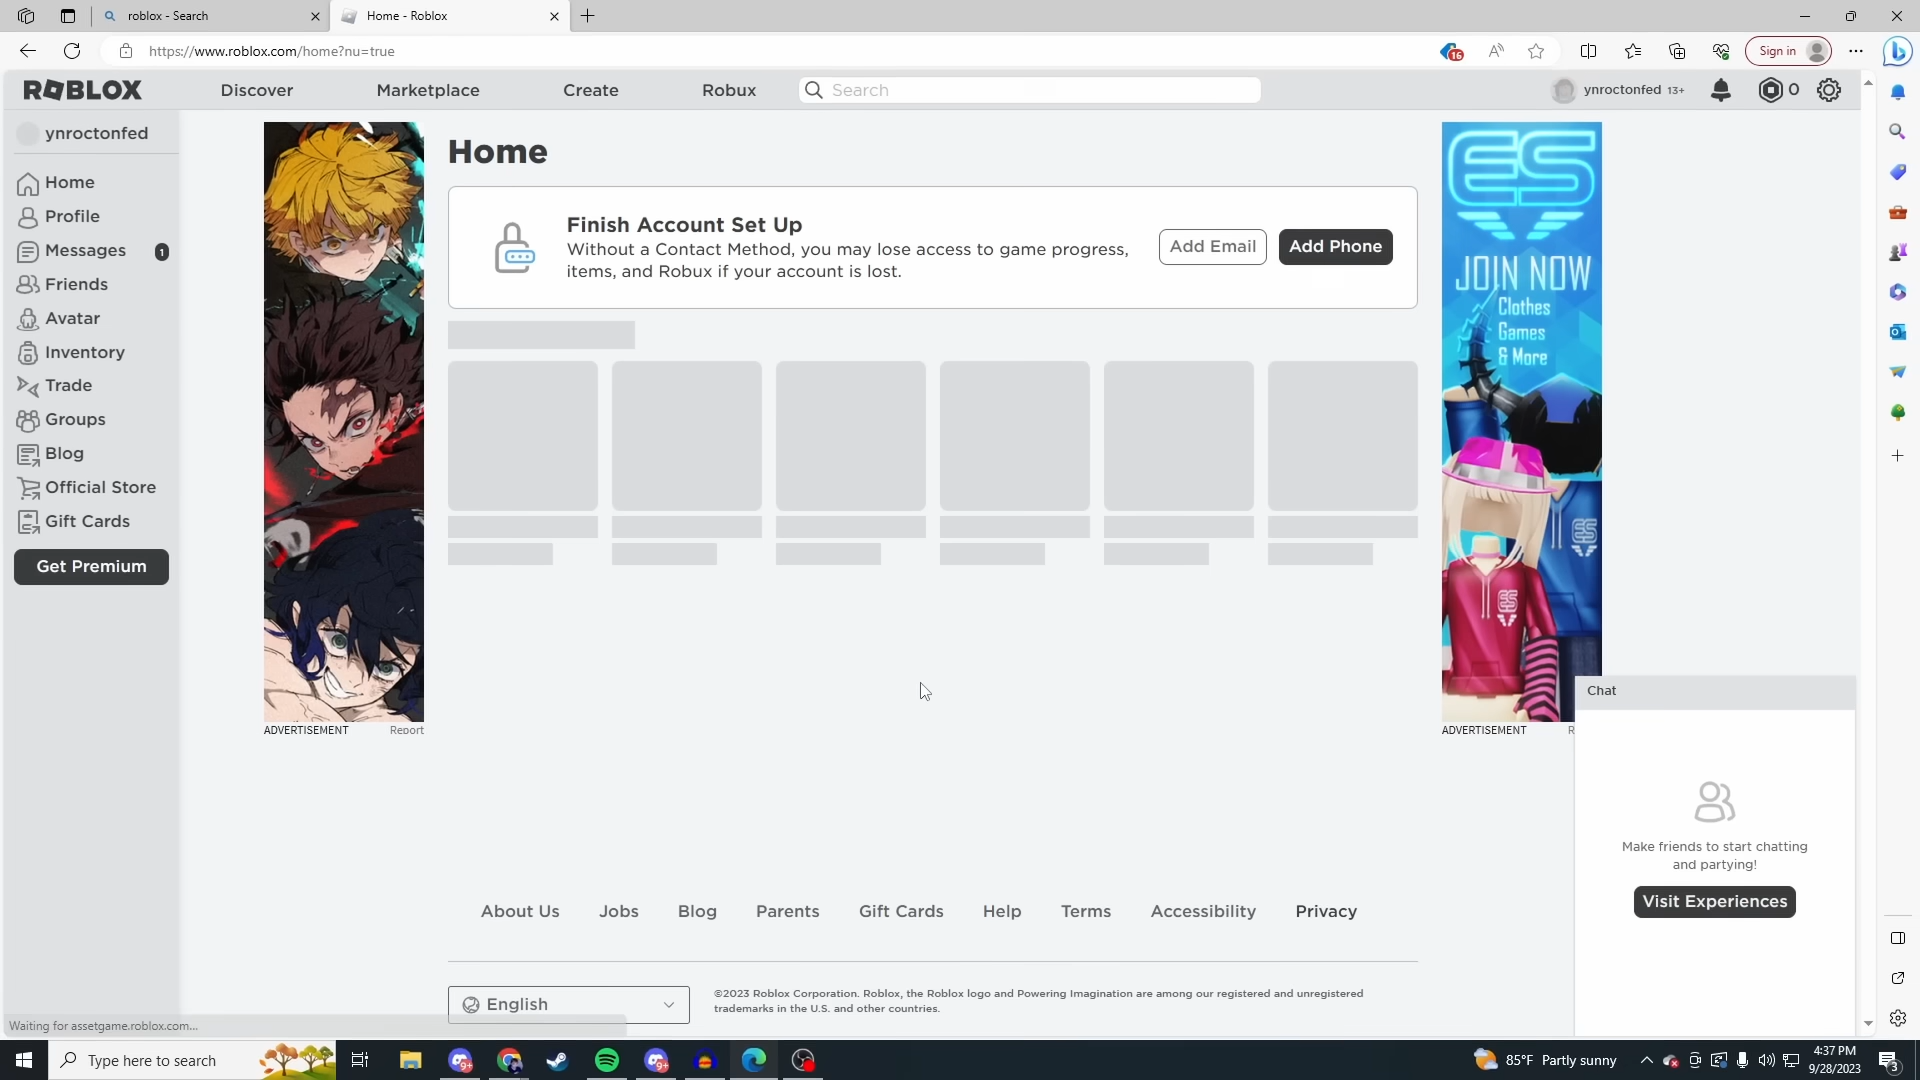 roblox - Search
Home - Roblox
https://www.roblox.com/home?nu=true
16
Sign in
ROBLOX
Discover
Marketplace
Create
Robux
Search
ynroctonfed 13+
0
ynroctonfed
Home
Profile
Messages
1
Friends
Avatar
Inventory
Trade
Groups
Blog
Official Store
Gift Cards
Get Premium
Home
Finish Account Set Up
Without a Contact Method, you may lose access to game progress,
items, and Robux if your account is lost.
Add Email
Add Phone
ES
JOIN NOW
Clothes
Games
& More
ES
ES
ADVERTISEMENT
Report
ADVERTISEMENT
R
Chat
Make friends to start chatting
and partying!
Visit Experiences
About Us
Jobs
Blog
Parents
Gift Cards
Help
Terms
Accessibility
Privacy
English
©2023 Roblox Corporation. Roblox, the Roblox logo and Powering Imagination are among our registered and unregistered
trademarks in the U.S. and other countries.
Waiting for assetgame.roblox.com...
Type here to search
9+
9+
85°F Partly sunny
4:37 PM
9/28/2023
3